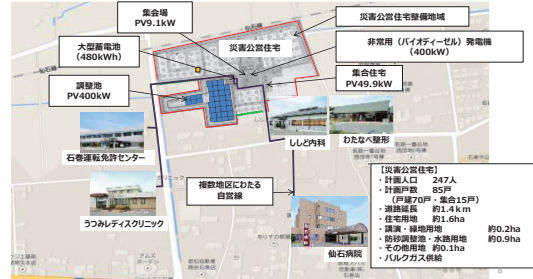 集会場
PV9.1kW
災害公営住宅整備地域
大型蓄電池
(480kWh)
災害公営住宅
非常用（バイオディーゼル）発電機
(400kW)
仙石線
調整池
PV400kW
集合住宅
PV49.9kW
石巻運転免許センター
ししど内科
わたなべ整形
うつみレディスクリニック
複数地区にわたる
自営線
仙石病院
【災害公営住宅】
・計画人口　247人
・計画戸数　85戸
（戸建70戸・集合15戸）
・道路延長　約1.4ｋｍ
・住宅用地　約1.6ha
・講演・緑地用地　約0.2ha
・防砂調整池・水路用地　約0.9ha
・その他用地　約0.1ha
・バルクガス供給
8